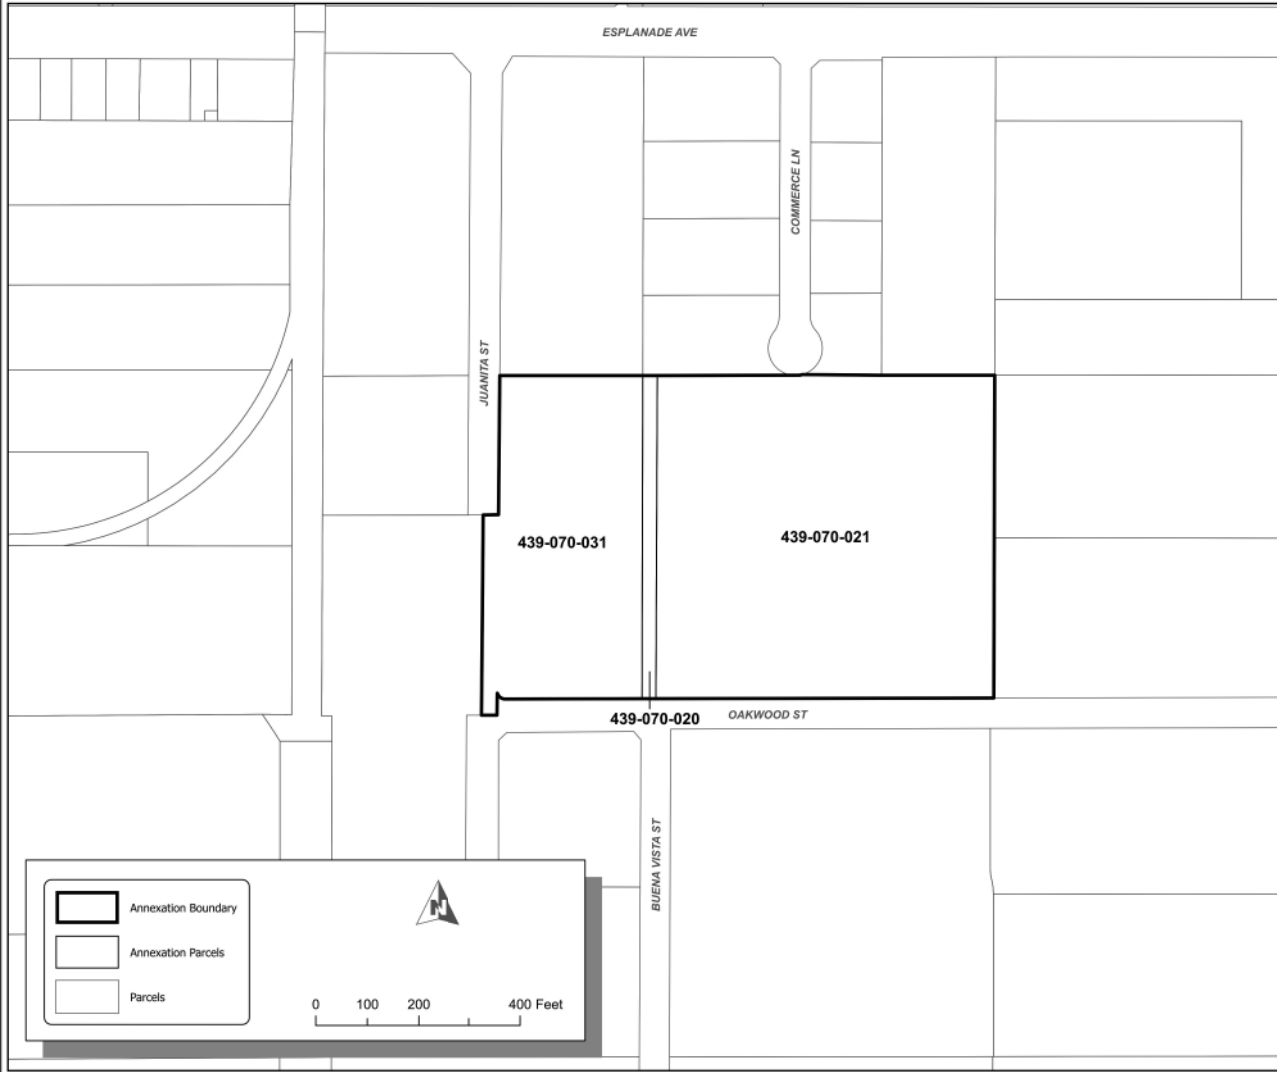 ESPLANADE AVE
COMMERCE LN
JUANITA ST
439-070-031
439-070-021
439-070-020
OAKWOOD ST
BUENA VISTA ST
Annexation Boundary
Annexation Parcels
Parcels
N
0 100 200 400 Feet